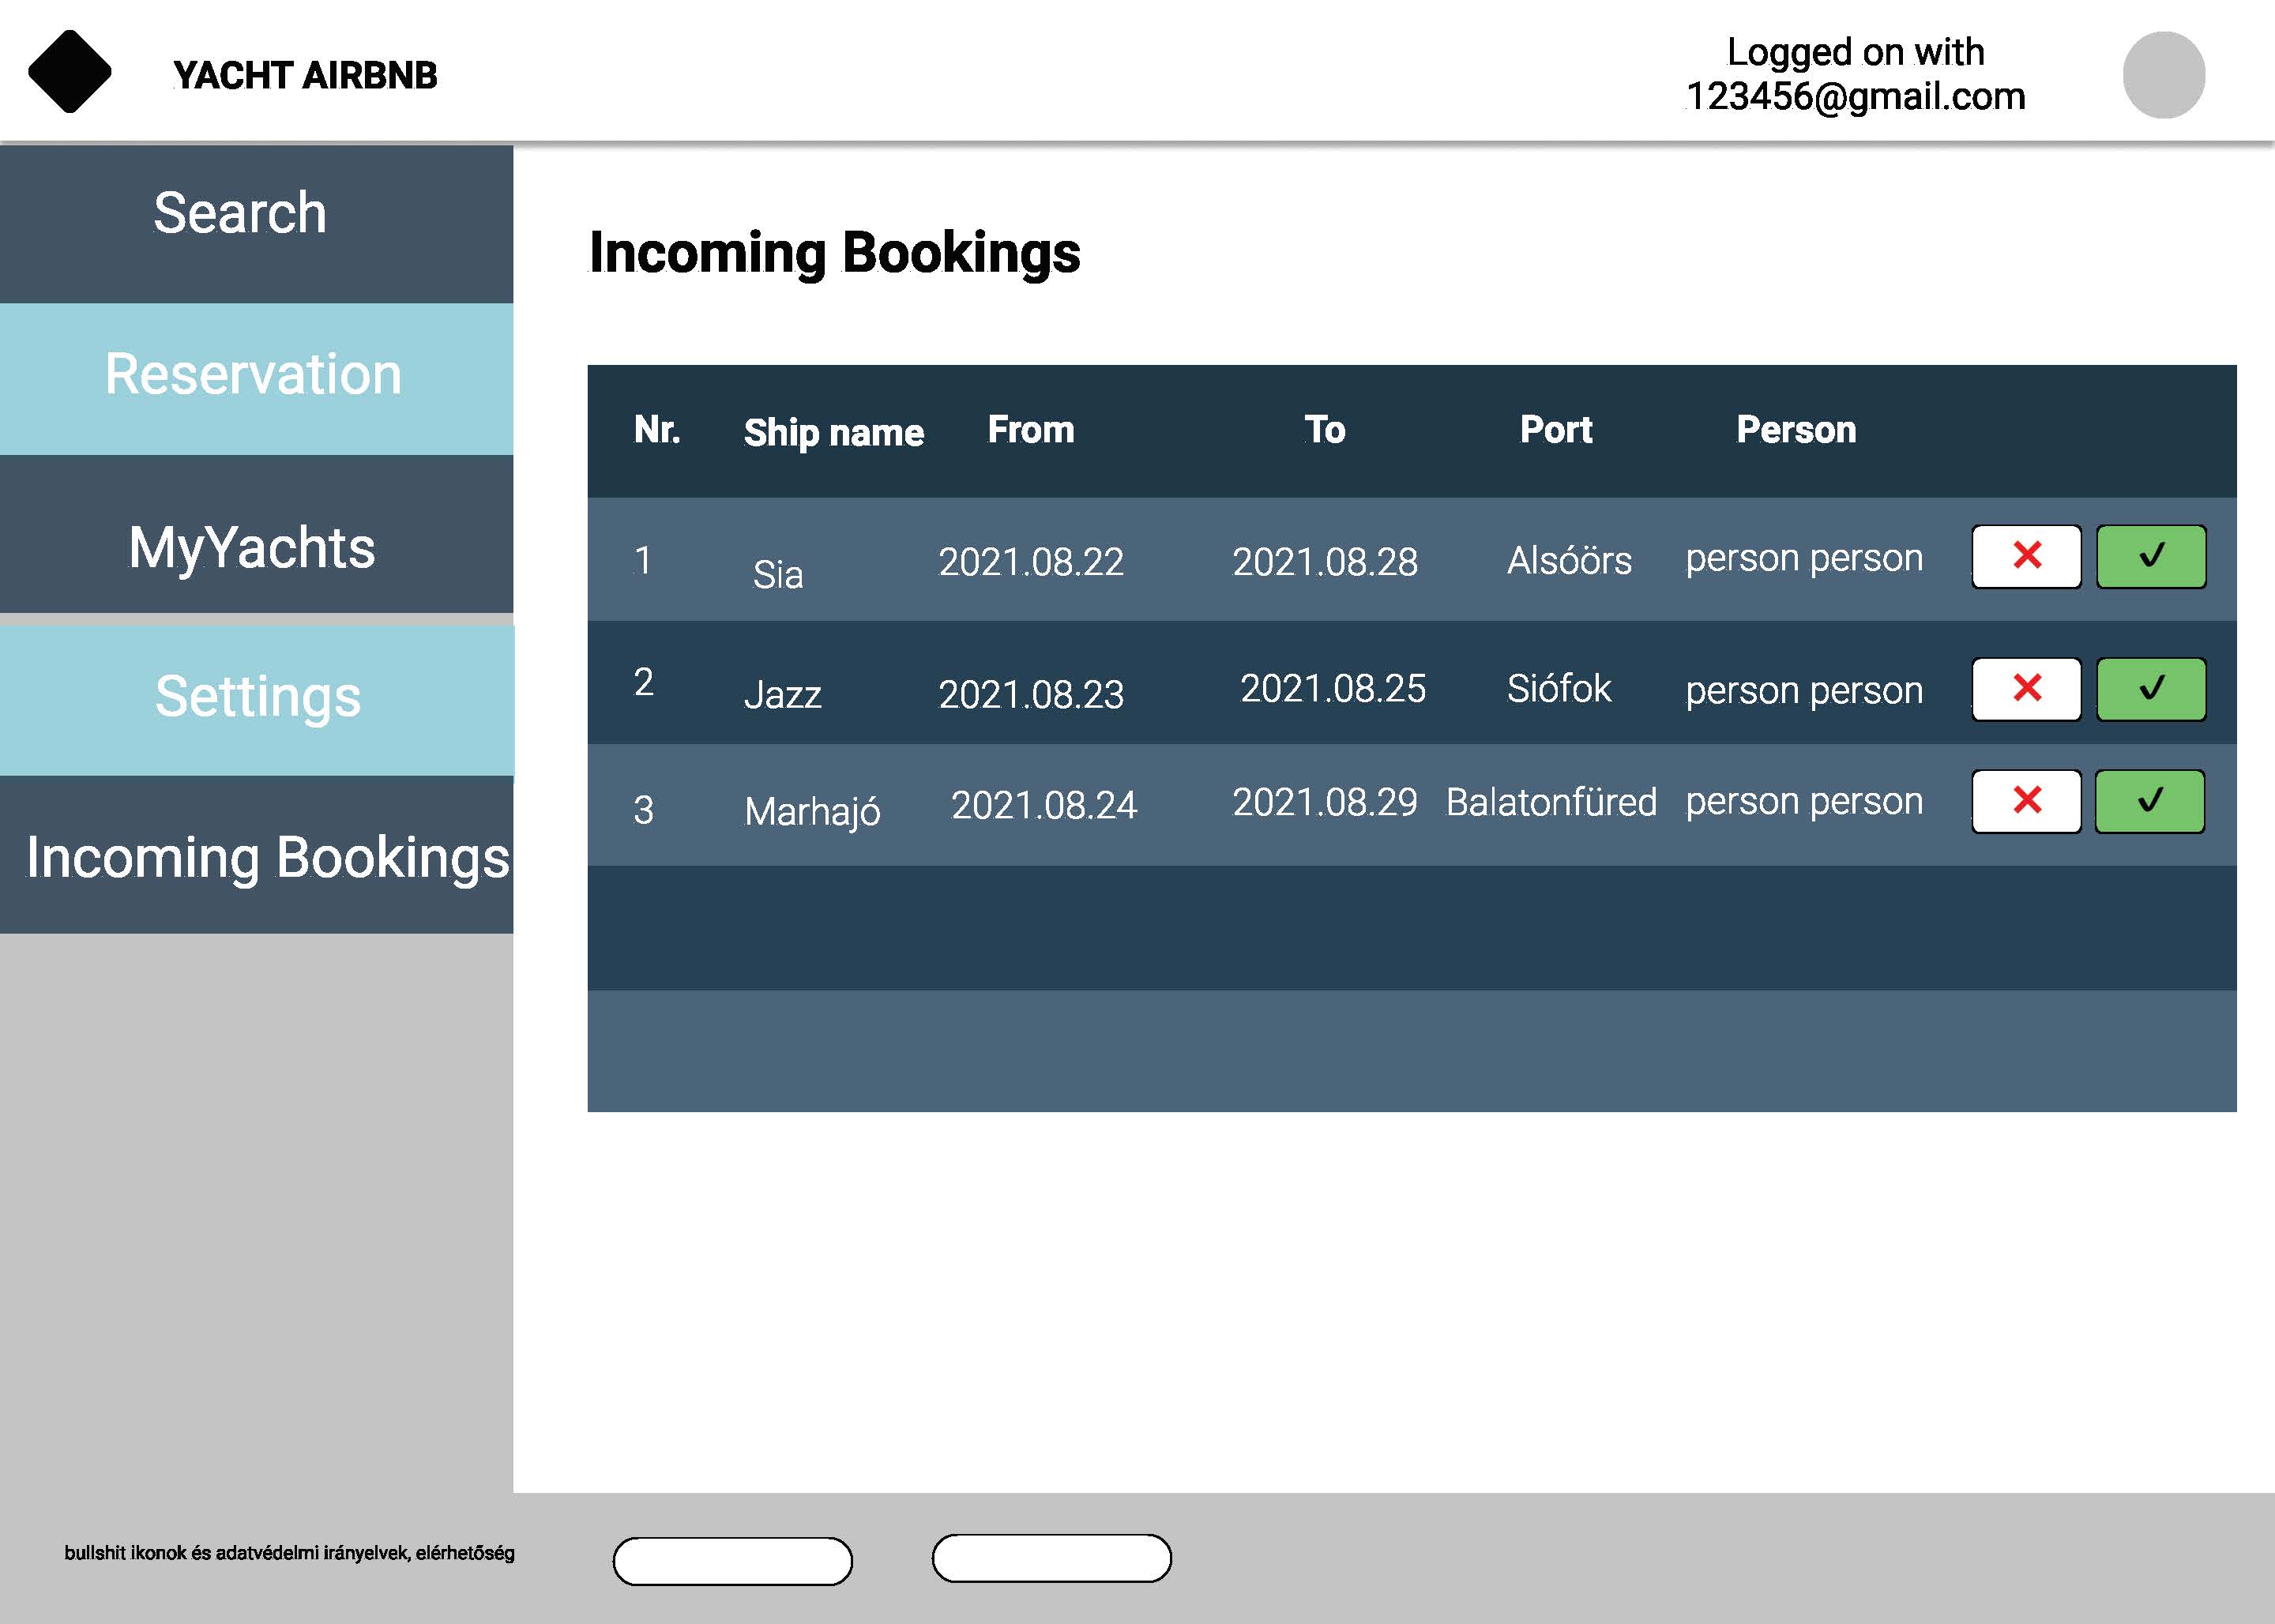 YACHT AIRBNB
Logged on with
123456@gmail.com
Search
Reservation
MyYachts
Settings
Incoming Bookings
Incoming Bookings
Nr. Ship name From To Port Person
1 Sia 2021.08.22 2021.08.28 Alsóörs person person ✕ ✓
2 Jazz 2021.08.23 2021.08.25 Siófok person person ✕ ✓
3 Marhajó 2021.08.24 2021.08.29 Balatonfüred person person ✕ ✓
bullshit ikonok és adatvédelmi irányelvek, elérhetőség